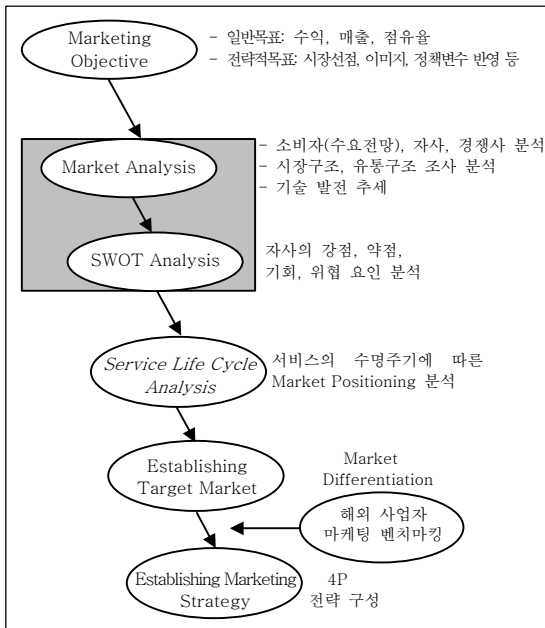 Marketing
Objective
- 일반목표: 수익, 매출, 점유율
- 전략적목표: 시장선점, 이미지, 정책변수 반영 등
Market Analysis
- 소비자(수요전망), 자사, 경쟁사 분석
- 시장구조, 유통구조 조사 분석
- 기술 발전 추세
SWOT Analysis
자사의 강점, 약점,
기회, 위협 요인 분석
Service Life Cycle
Analysis
서비스의 수명주기에 따른
Market Positioning 분석
Establishing
Target Market
Market
Differentiation
해외 사업자
마케팅 벤치마킹
Establishing Marketing
Strategy
4P
전략 구성